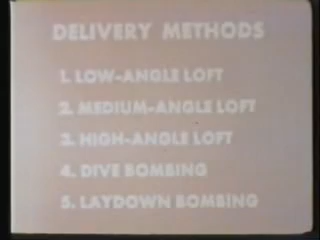 DELIVERY METHODS
1. LOW-ANGLE LOFT
2. MEDIUM-ANGLE LOFT
3. HIGH-ANGLE LOFT
4. DIVE BOMBING
5. LAYDOWN BOMBING